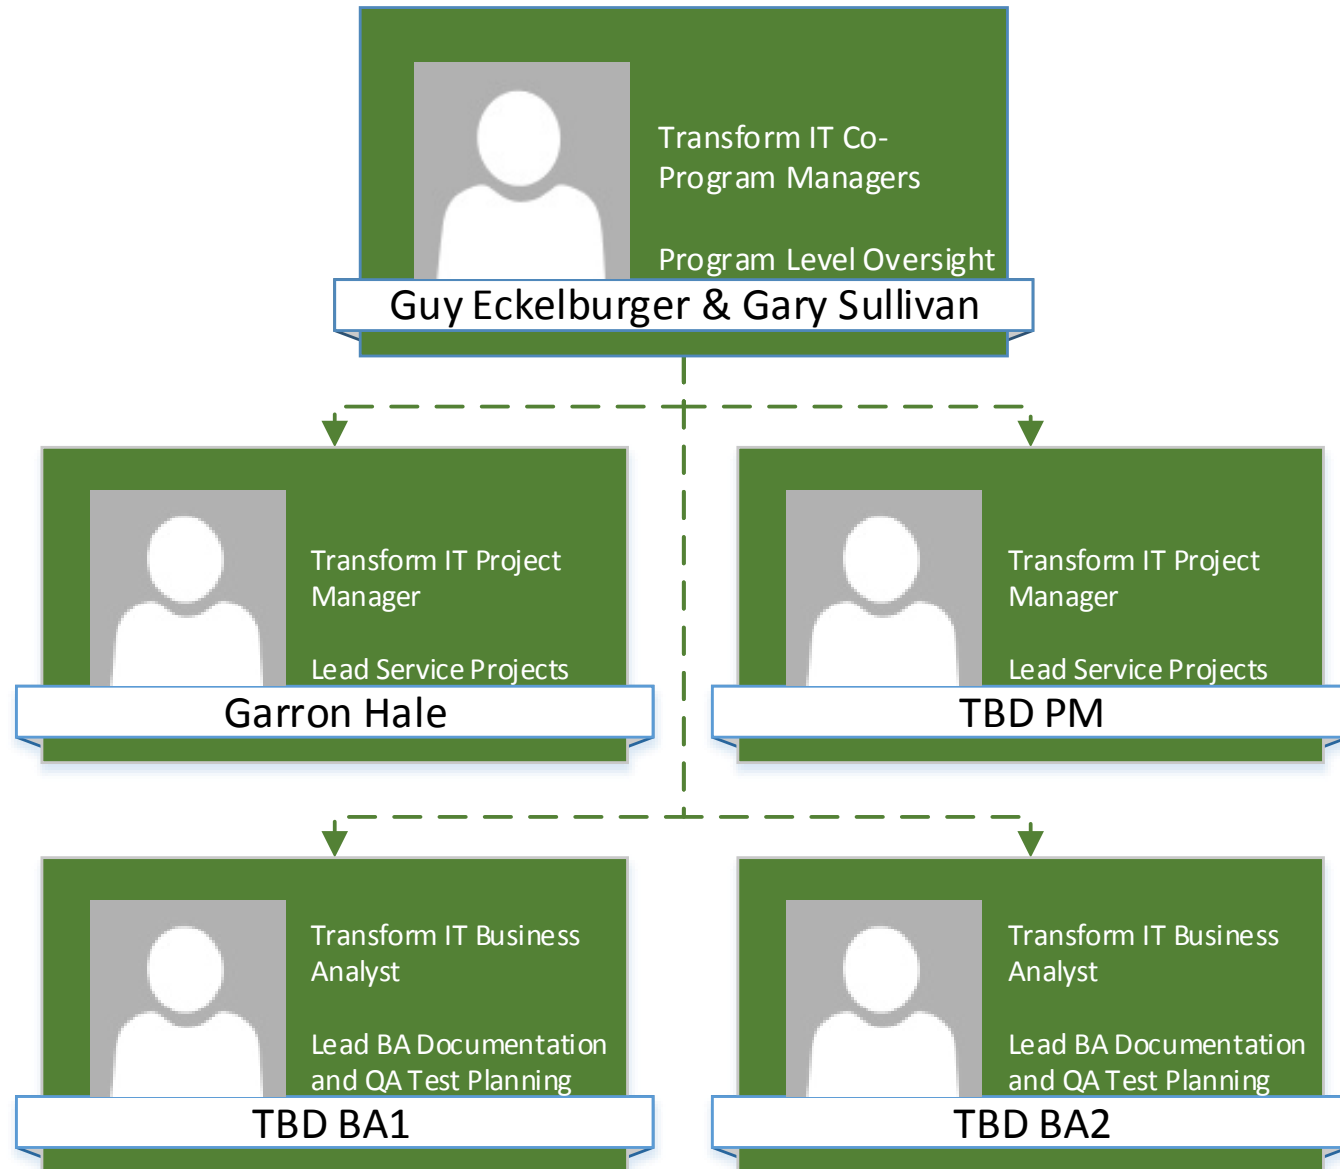 Transform IT Co-
Program Managers
Program Level Oversight
Guy Eckelburger & Gary Sullivan
Transform IT Project
Manager
Lead Service Projects
Garron Hale
Transform IT Project
Manager
Lead Service Projects
TBD PM
Transform IT Business
Analyst
Lead BA Documentation
and QA Test Planning
TBD BA1
Transform IT Business
Analyst
Lead BA Documentation
and QA Test Planning
TBD BA2